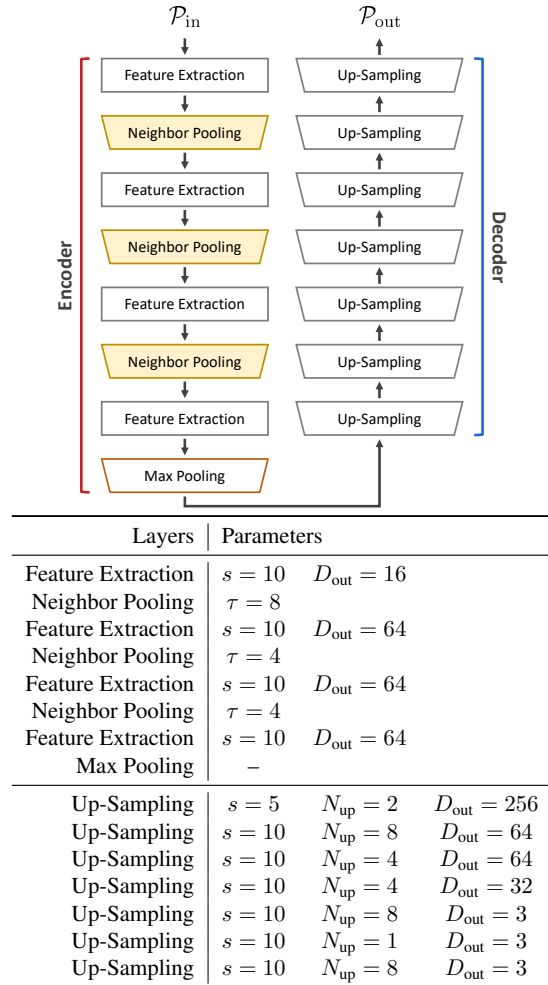 𝒫in 𝒫out
Feature Extraction Up-Sampling
Neighbor Pooling Up-Sampling
Feature Extraction Up-Sampling
Neighbor Pooling Up-Sampling
Feature Extraction Up-Sampling
Neighbor Pooling Up-Sampling
Feature Extraction Up-Sampling
Max Pooling
Encoder
Decoder
Layers Parameters
Feature Extraction s = 10 Dout = 16
Neighbor Pooling τ = 8
Feature Extraction s = 10 Dout = 64
Neighbor Pooling τ = 4
Feature Extraction s = 10 Dout = 64
Neighbor Pooling τ = 4
Feature Extraction s = 10 Dout = 64
Max Pooling –
Up-Sampling s = 5 Nup = 2 Dout = 256
Up-Sampling s = 10 Nup = 8 Dout = 64
Up-Sampling s = 10 Nup = 4 Dout = 64
Up-Sampling s = 10 Nup = 4 Dout = 32
Up-Sampling s = 10 Nup = 8 Dout = 3
Up-Sampling s = 10 Nup = 1 Dout = 3
Up-Sampling s = 10 Nup = 8 Dout = 3